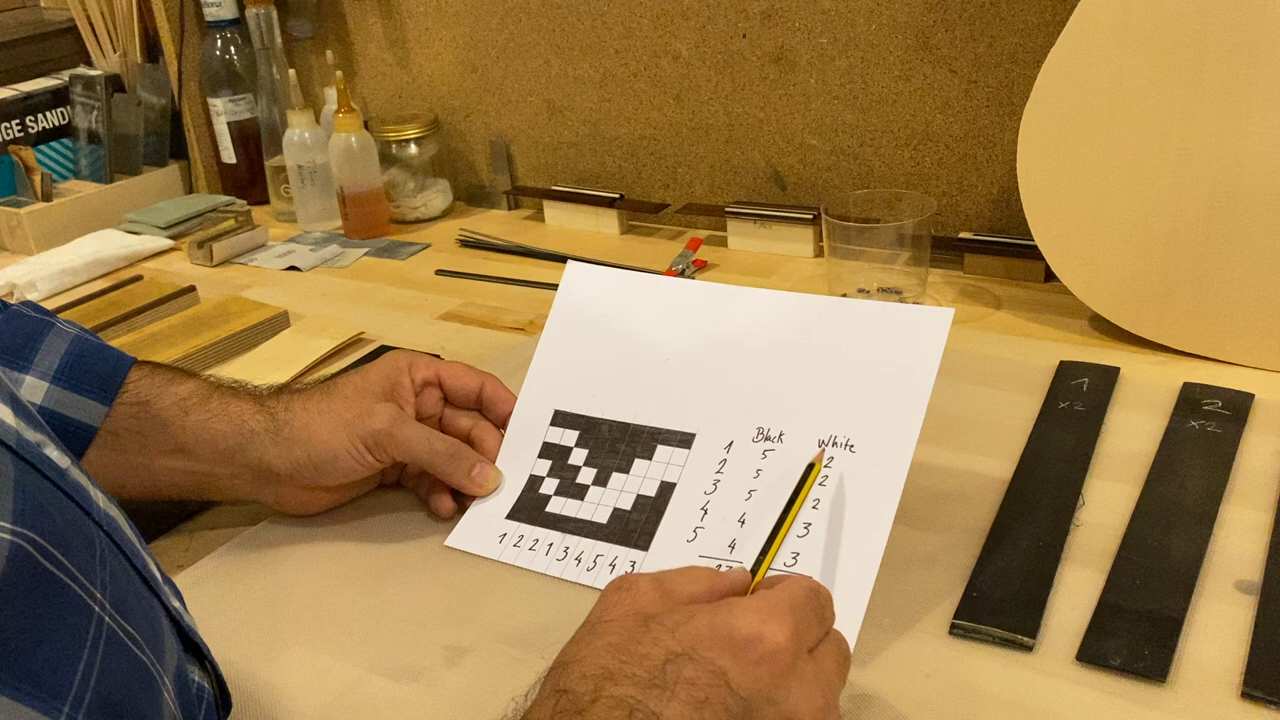 GE SAND
Black White
1 5 2
2 5 2
3 5 2
4 4 3
5 4 3
1 2 2 1 3 4 5 4 3
1
x2
2
x2